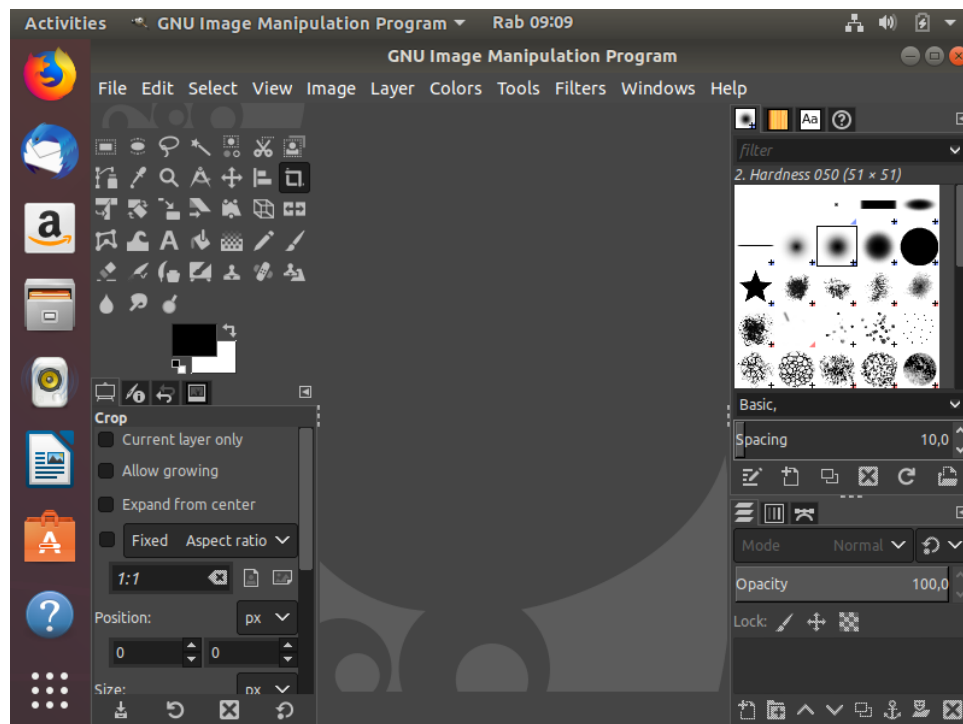 Activities GNU Image Manipulation Program Rab 09:09
GNU Image Manipulation Program
File Edit Select View Image Layer Colors Tools Filters Windows Help
Aa
filter
2. Hardness 050 (51 × 51)
Crop
Current layer only
Allow growing
Expand from center
Fixed Aspect ratio
1:1
Position: px
0 0
Size: px
Basic,
Spacing 10,0
Mode Normal
Opacity 100,0
Lock: